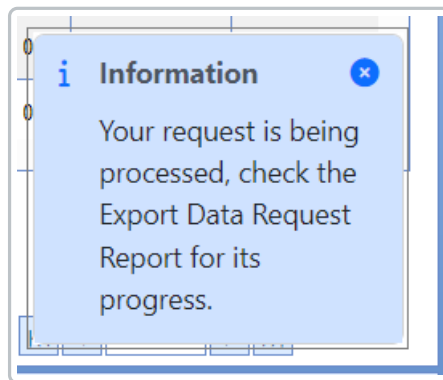 Information
Your request is being
processed, check the
Export Data Request
Report for its
progress.